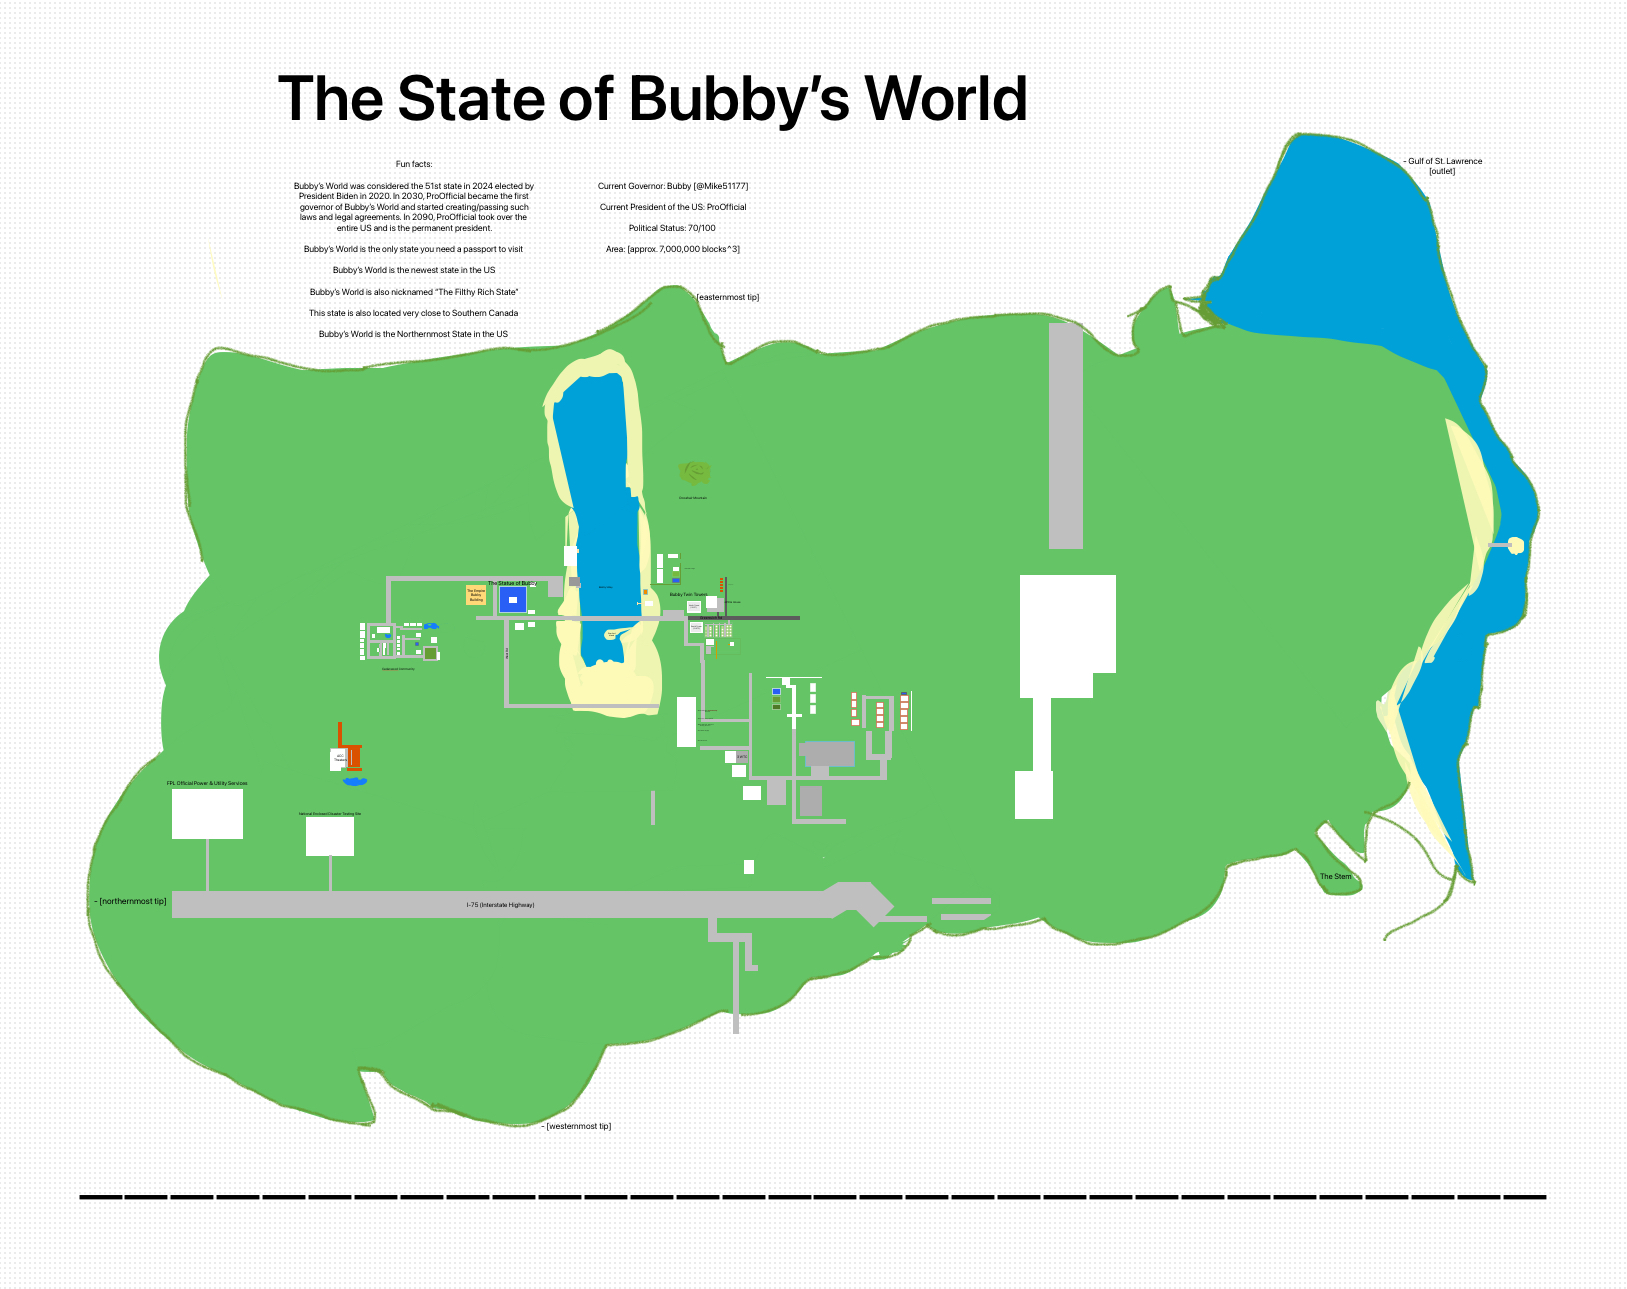 The State of Bubby's World
Fun facts:
Bubby's World was considered the 51st state in 2024 elected by
President Biden in 2020. In 2030, ProOfficial became the first
governor of Bubby's World and started creating/passing such
laws and legal agreements. In 2090, ProOfficial took over the
entire US and is the permanent president.
Bubby's World is the only state you need a passport to visit
Bubby's World is the newest state in the US
Bubby's World is also nicknamed "The Filthy Rich State"
This state is also located very close to Southern Canada
Bubby's World is the Northernmost State in the US
Current Governor: Bubby [@Mike51177]
Current President of the US: ProOfficial
Political Status: 70/100
Area: [approx. 7,000,000 blocks^3]
- Gulf of St. Lawrence
[outlet]
- [easternmost tip]
The Statue of Bubby
The Empire
Bubby
Building
Bubby Twin Towers
FPL Official Power & Utility Services
National Enclosed Disaster Testing Site
The Stem
- [northernmost tip]
I-75 (Interstate Highway)
- [westernmost tip]